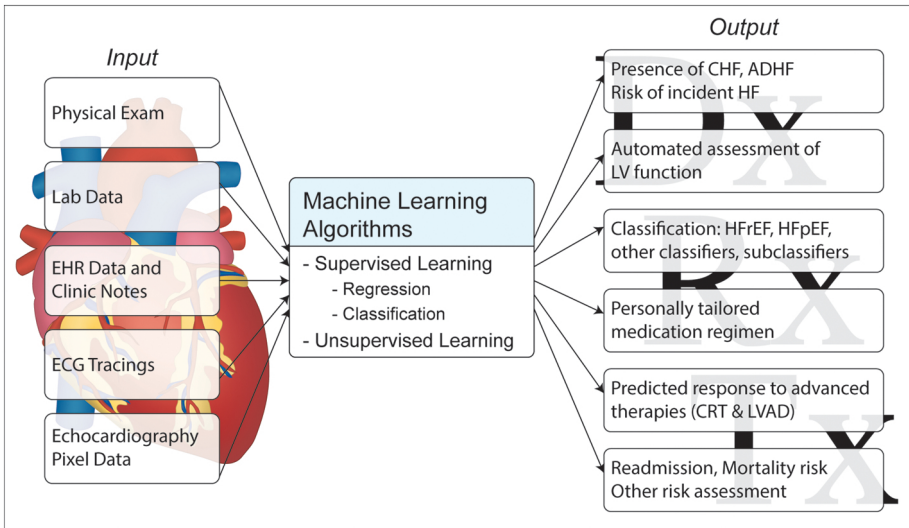 Input
Physical Exam
Lab Data
EHR Data and
Clinic Notes
ECG Tracings
Echocardiography
Pixel Data
Machine Learning
Algorithms
- Supervised Learning
- Regression
- Classification
- Unsupervised Learning
Output
Dx
Presence of CHF, ADHF
Risk of incident HF
Automated assessment of
LV function
Rx
Classification: HFrEF, HFpEF,
other classifiers, subclassifiers
Personally tailored
medication regimen
Tx
Predicted response to advanced
therapies (CRT & LVAD)
Readmission, Mortality risk
Other risk assessment